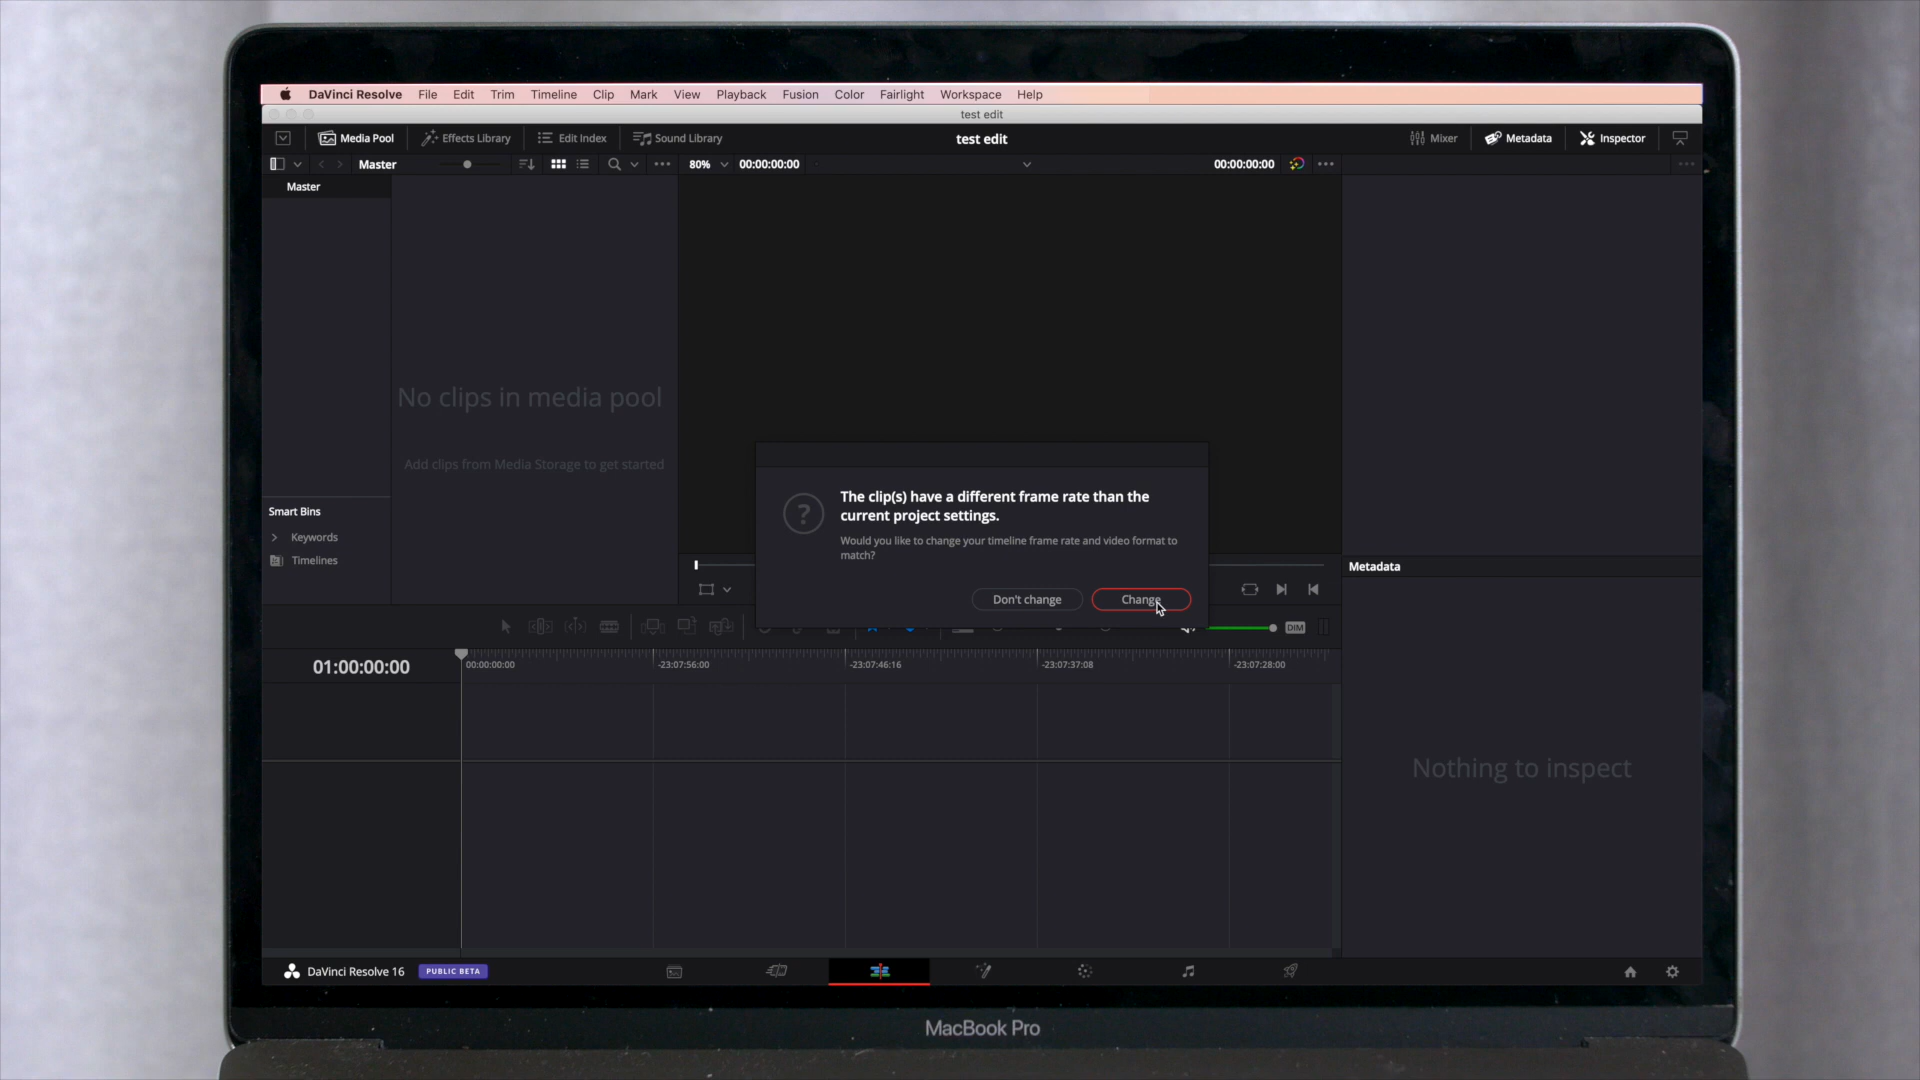 DaVinci Resolve File Edit Trim Timeline Clip Mark View Playback Fusion Color Fairlight Workspace Help
test edit
Media Pool Effects Library Edit Index Sound Library test edit Mixer Metadata Inspector
Master 80% 00:00:00:00 00:00:00:00
Master
No clips in media pool
Add clips from Media Storage to get started
The clip(s) have a different frame rate than the
current project settings.
Would you like to change your timeline frame rate and video format to
match?
Don't change Change
Smart Bins
Keywords
Timelines
Metadata
Nothing to inspect
DIM
01:00:00:00 00:00:00:00 -23:07:56:00 -23:07:46:16 -23:07:37:08 -23:07:28:00
DaVinci Resolve 16 PUBLIC BETA
MacBook Pro